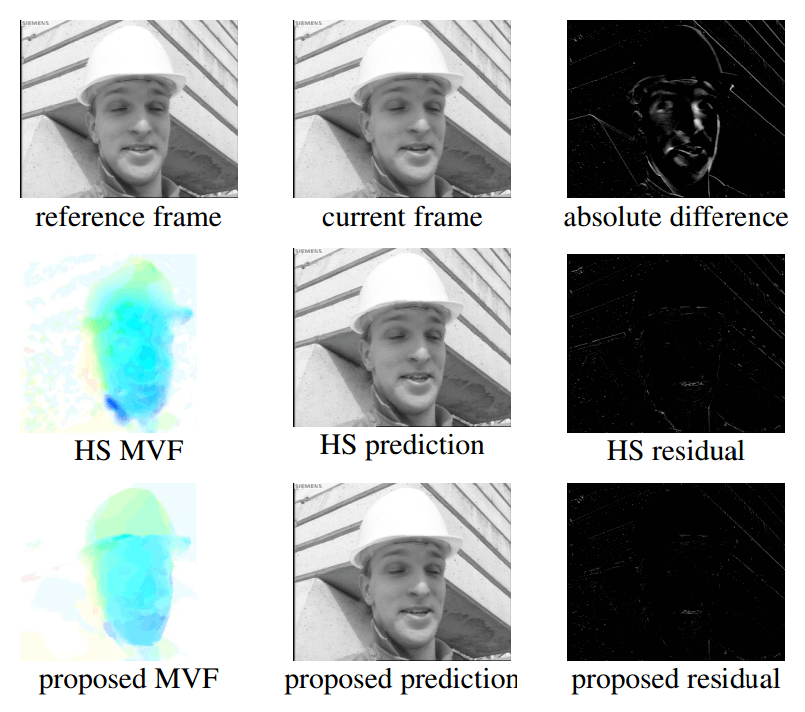 SIEMENS
SIEMENS
reference frame
current frame
absolute difference
SIEMENS
HS MVF
HS prediction
HS residual
SIEMENS
proposed MVF
proposed prediction
proposed residual